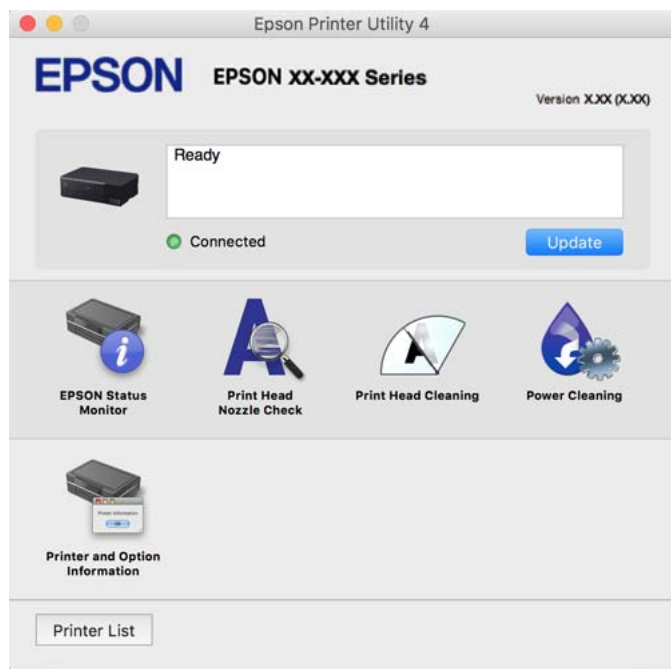 Epson Printer Utility 4
EPSON
EPSON XX-XXX Series
Version X.XX (X.XX)
Ready
Connected
Update
EPSON Status
Monitor
Print Head
Nozzle Check
Print Head Cleaning
Power Cleaning
Printer and Option
Information
Printer List